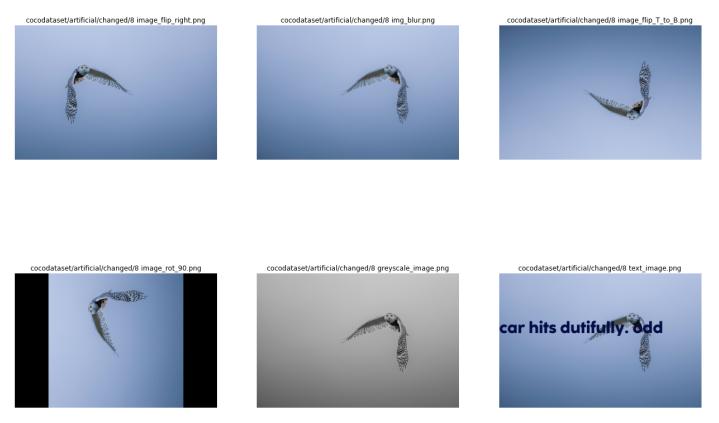 cocodataset/artificial/changed/8 image_flip_right.png
cocodataset/artificial/changed/8 img_blur.png
cocodataset/artificial/changed/8 image_flip_T_to_B.png
cocodataset/artificial/changed/8 image_rot_90.png
cocodataset/artificial/changed/8 greyscale_image.png
cocodataset/artificial/changed/8 text_image.png
car hits dutifully. odd